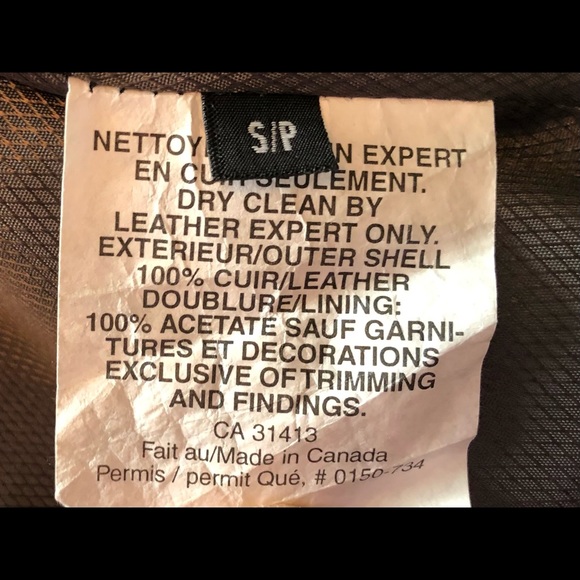 S/P
NETTOY N EXPERT
EN CUIR SEULEMENT.
DRY CLEAN BY
LEATHER EXPERT ONLY.
EXTERIEUR/OUTER SHELL
100% CUIR/LEATHER
DOUBLURE/LINING:
100% ACETATE SAUF GARNI-
TURES ET DECORATIONS
EXCLUSIVE OF TRIMMING
AND FINDINGS.
CA 31413
Fait au/Made in Canada
Permis / permit Qué, # 0150-734